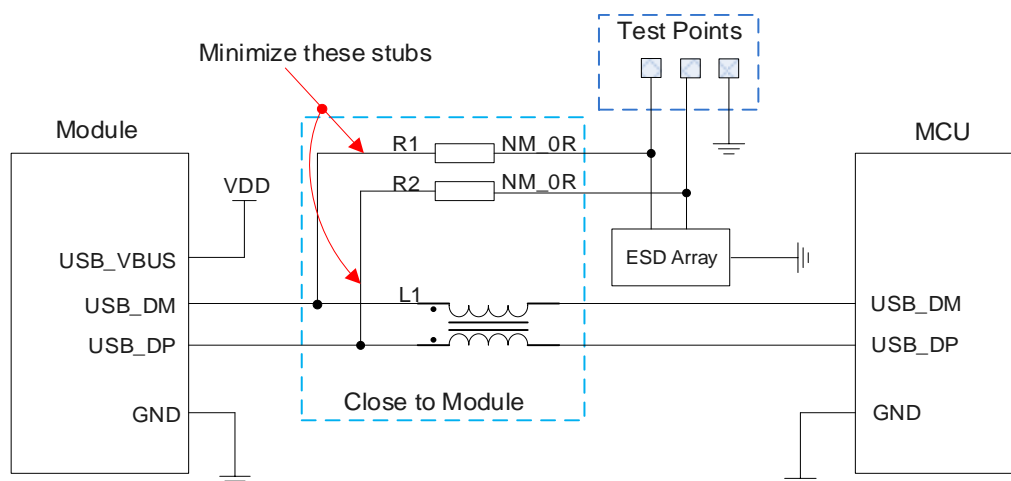 Test Points
Minimize these stubs
Module
MCU
R1
NM_0R
R2
NM_0R
VDD
ESD Array
USB_VBUS
L1
USB_DM
USB_DM
USB_DP
USB_DP
Close to Module
GND
GND